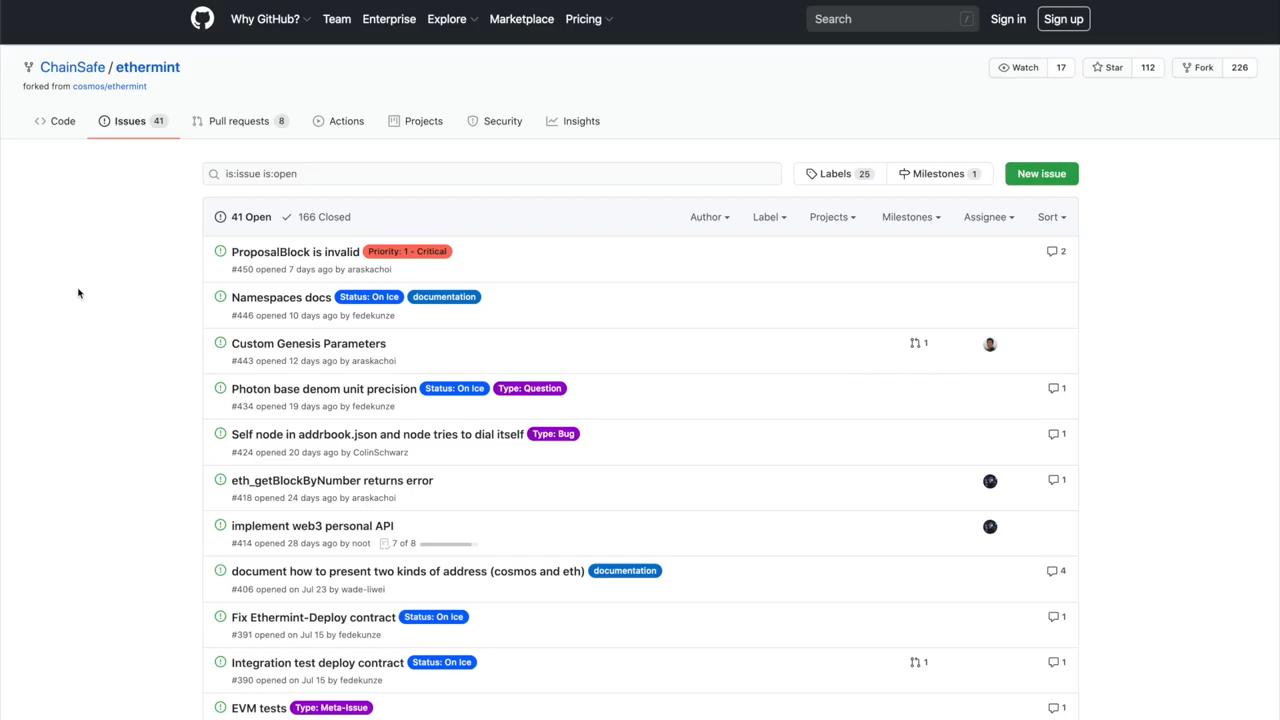 Why GitHub? Team Enterprise Explore Marketplace Pricing Search / Sign in Sign up
ChainSafe / ethermint Watch 17 Star 112 Fork 226
forked from cosmos/ethermint
Code Issues 41 Pull requests 8 Actions Projects Security Insights
is:issue is:open Labels 25 Milestones 1 New issue
41 Open 166 Closed Author Label Projects Milestones Assignee Sort
ProposalBlock is invalid Priority: 1 - Critical 2
#450 opened 7 days ago by araskachoi
Namespaces docs Status: On Ice documentation
#446 opened 10 days ago by fedekunze
Custom Genesis Parameters 1
#443 opened 12 days ago by araskachoi
Photon base denom unit precision Status: On Ice Type: Question 1
#434 opened 19 days ago by fedekunze
Self node in addrbook.json and node tries to dial itself Type: Bug 1
#424 opened 20 days ago by ColinSchwarz
eth_getBlockByNumber returns error 1
#418 opened 24 days ago by araskachoi
implement web3 personal API
#414 opened 28 days ago by noot 7 of 8
document how to present two kinds of address (cosmos and eth) documentation 4
#406 opened on Jul 23 by wade-liwei
Fix Ethermint-Deploy contract Status: On Ice 1
#391 opened on Jul 15 by fedekunze
Integration test deploy contract Status: On Ice 1 1
#390 opened on Jul 15 by fedekunze
EVM tests Type: Meta-Issue 1